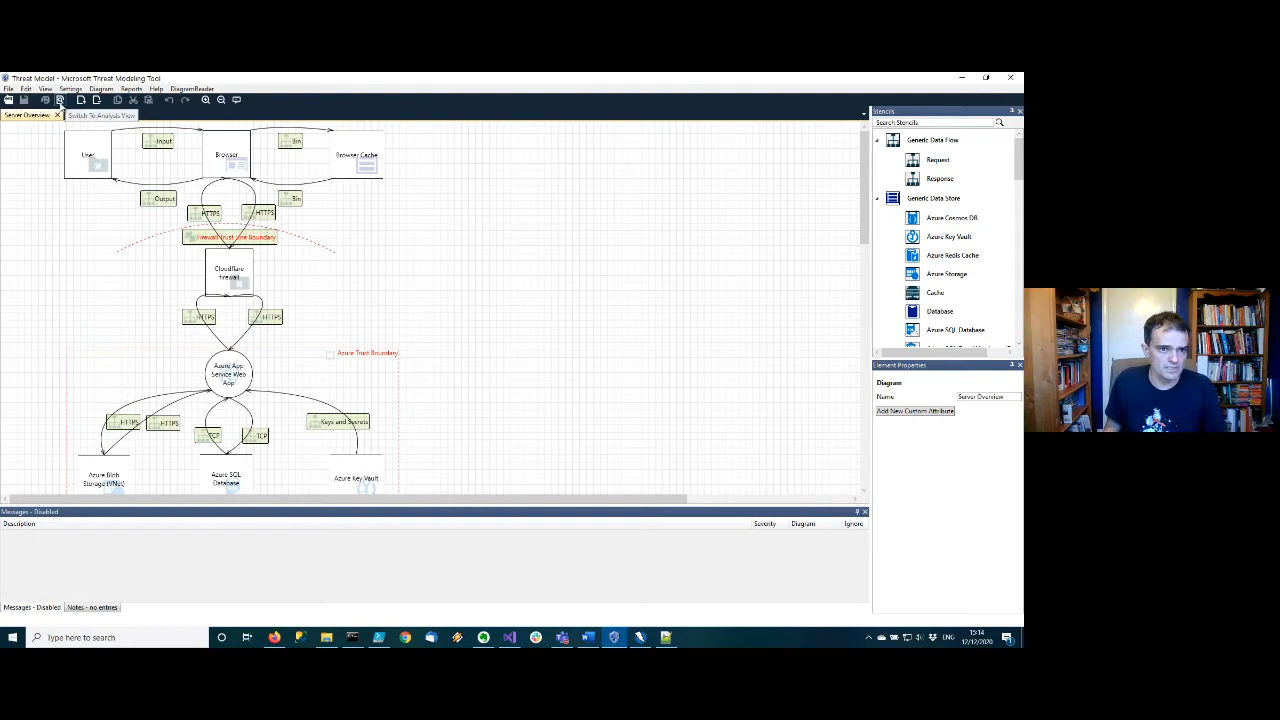 Threat Model - Microsoft Threat Modeling Tool
File Edit View Settings Diagram Reports Help DiagramReader
Server Overview
Switch To Analysis View
User
Input
Browser
Bin
Browser Cache
Output
Bin
HTTPS
HTTPS
Firewall Trust Line Boundary
Cloudflare
firewall
HTTPS
HTTPS
Azure Trust Boundary
Azure App
Service Web
App
HTTPS
HTTPS
TCP
TCP
Keys and Secrets
Azure Blob
Storage (VNet)
Azure SQL
Database
Azure Key Vault
Stencils
Search Stencils
Generic Data Flow
Request
Response
Generic Data Store
Azure Cosmos DB
Azure Key Vault
Azure Redis Cache
Azure Storage
Cache
Database
Azure SQL Database
Element Properties
Diagram
Name Server Overview
Add New Custom Attribute
Messages - Disabled
Description Severity Diagram Ignore
Messages - Disabled Notes - no entries
Type here to search
ENG
15:14
12/12/2020